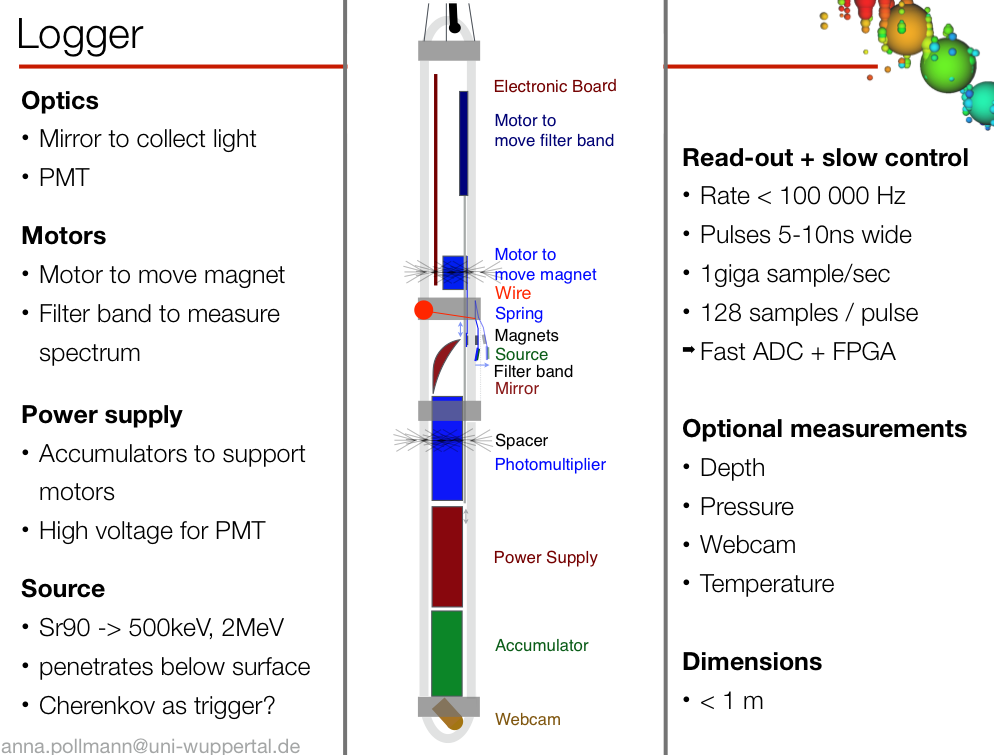 Logger
Optics
• Mirror to collect light
• PMT
Motors
• Motor to move magnet
• Filter band to measure
spectrum
Power supply
• Accumulators to support
motors
• High voltage for PMT
Source
• Sr90 -> 500keV, 2MeV
• penetrates below surface
• Cherenkov as trigger?
anna.pollmann@uni-wuppertal.de
Electronic Board
Motor to
move filter band
Motor to
move magnet
Wire
Spring
Magnets
Source
Filter band
Mirror
Spacer
Photomultiplier
Power Supply
Accumulator
Webcam
Read-out + slow control
• Rate < 100 000 Hz
• Pulses 5-10ns wide
• 1giga sample/sec
• 128 samples / pulse
➡ Fast ADC + FPGA
Optional measurements
• Depth
• Pressure
• Webcam
• Temperature
Dimensions
• < 1 m